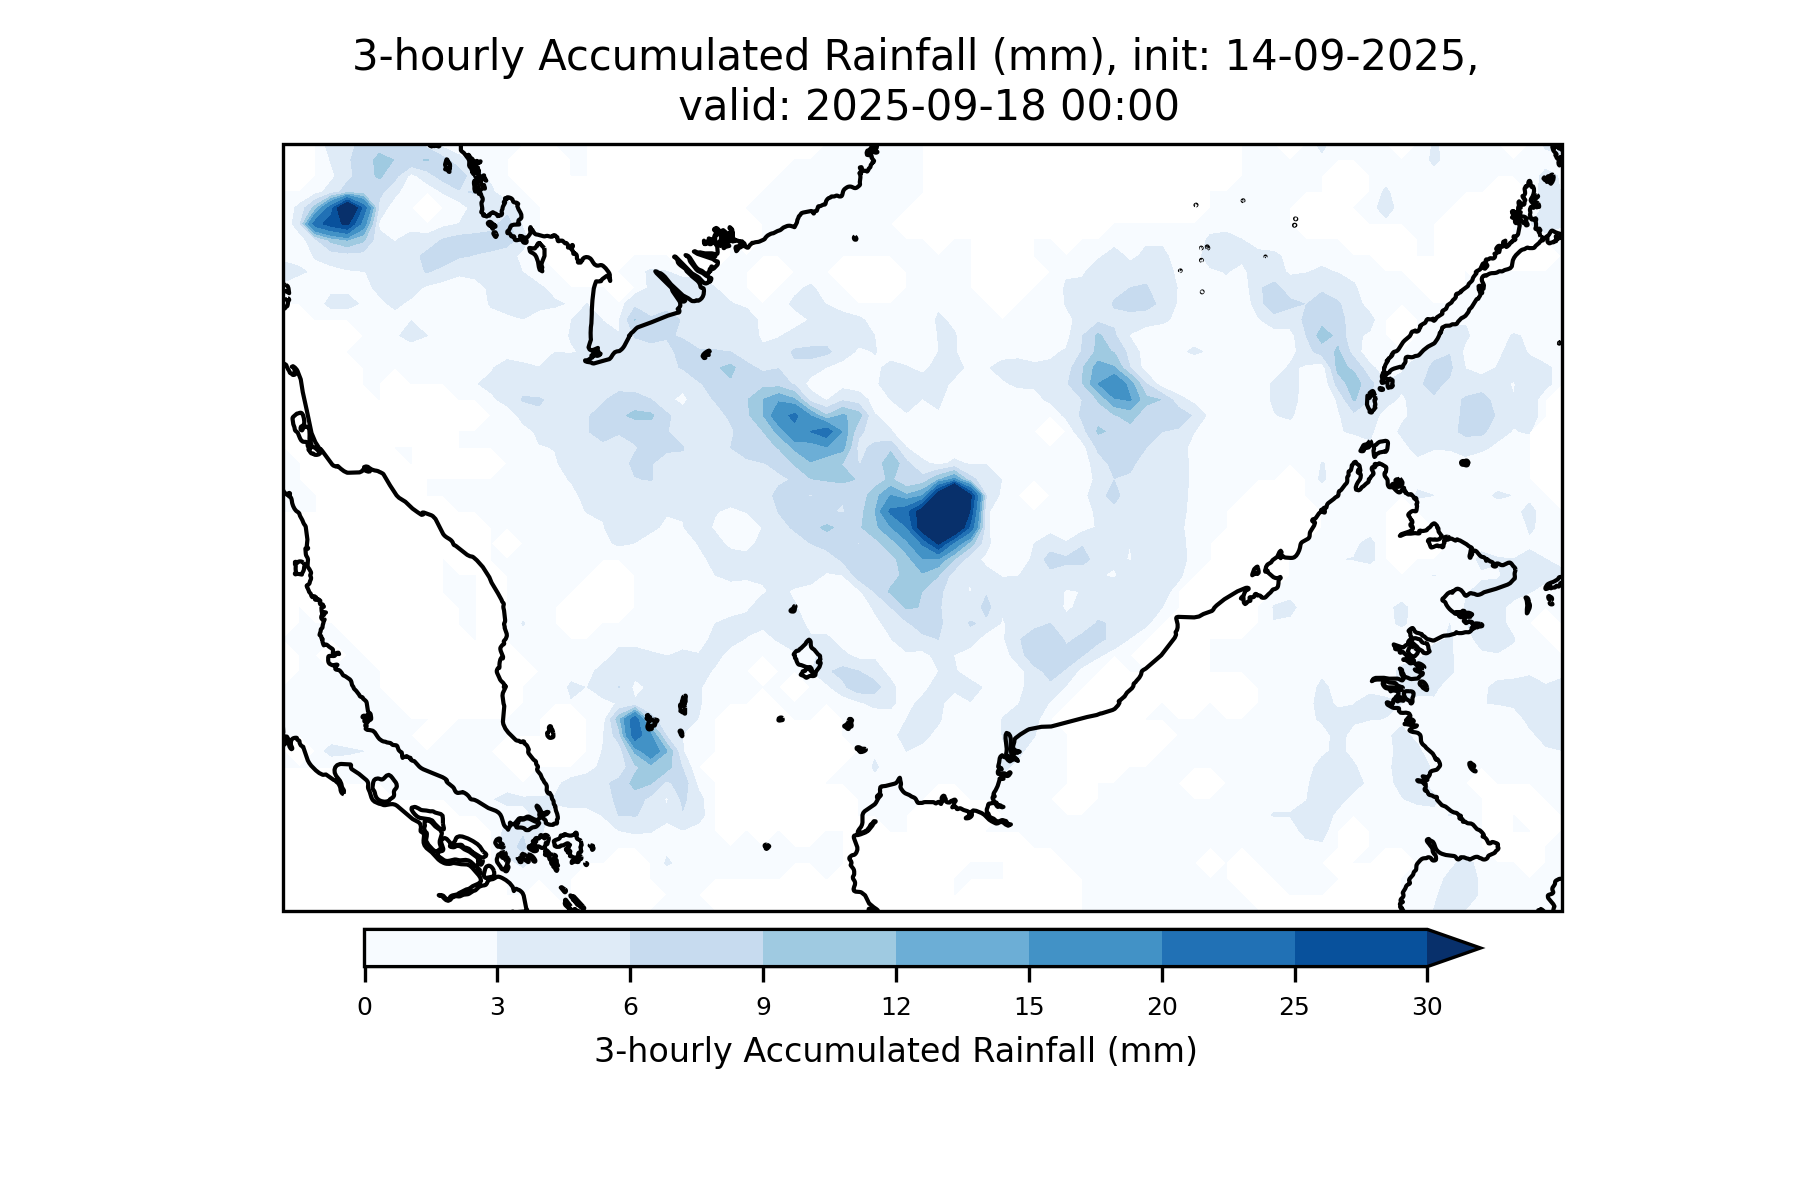 3-hourly Accumulated Rainfall (mm), init: 14-09-2025,
valid: 2025-09-18 00:00
0 3 6 9 12 15 20 25 30
3-hourly Accumulated Rainfall (mm)